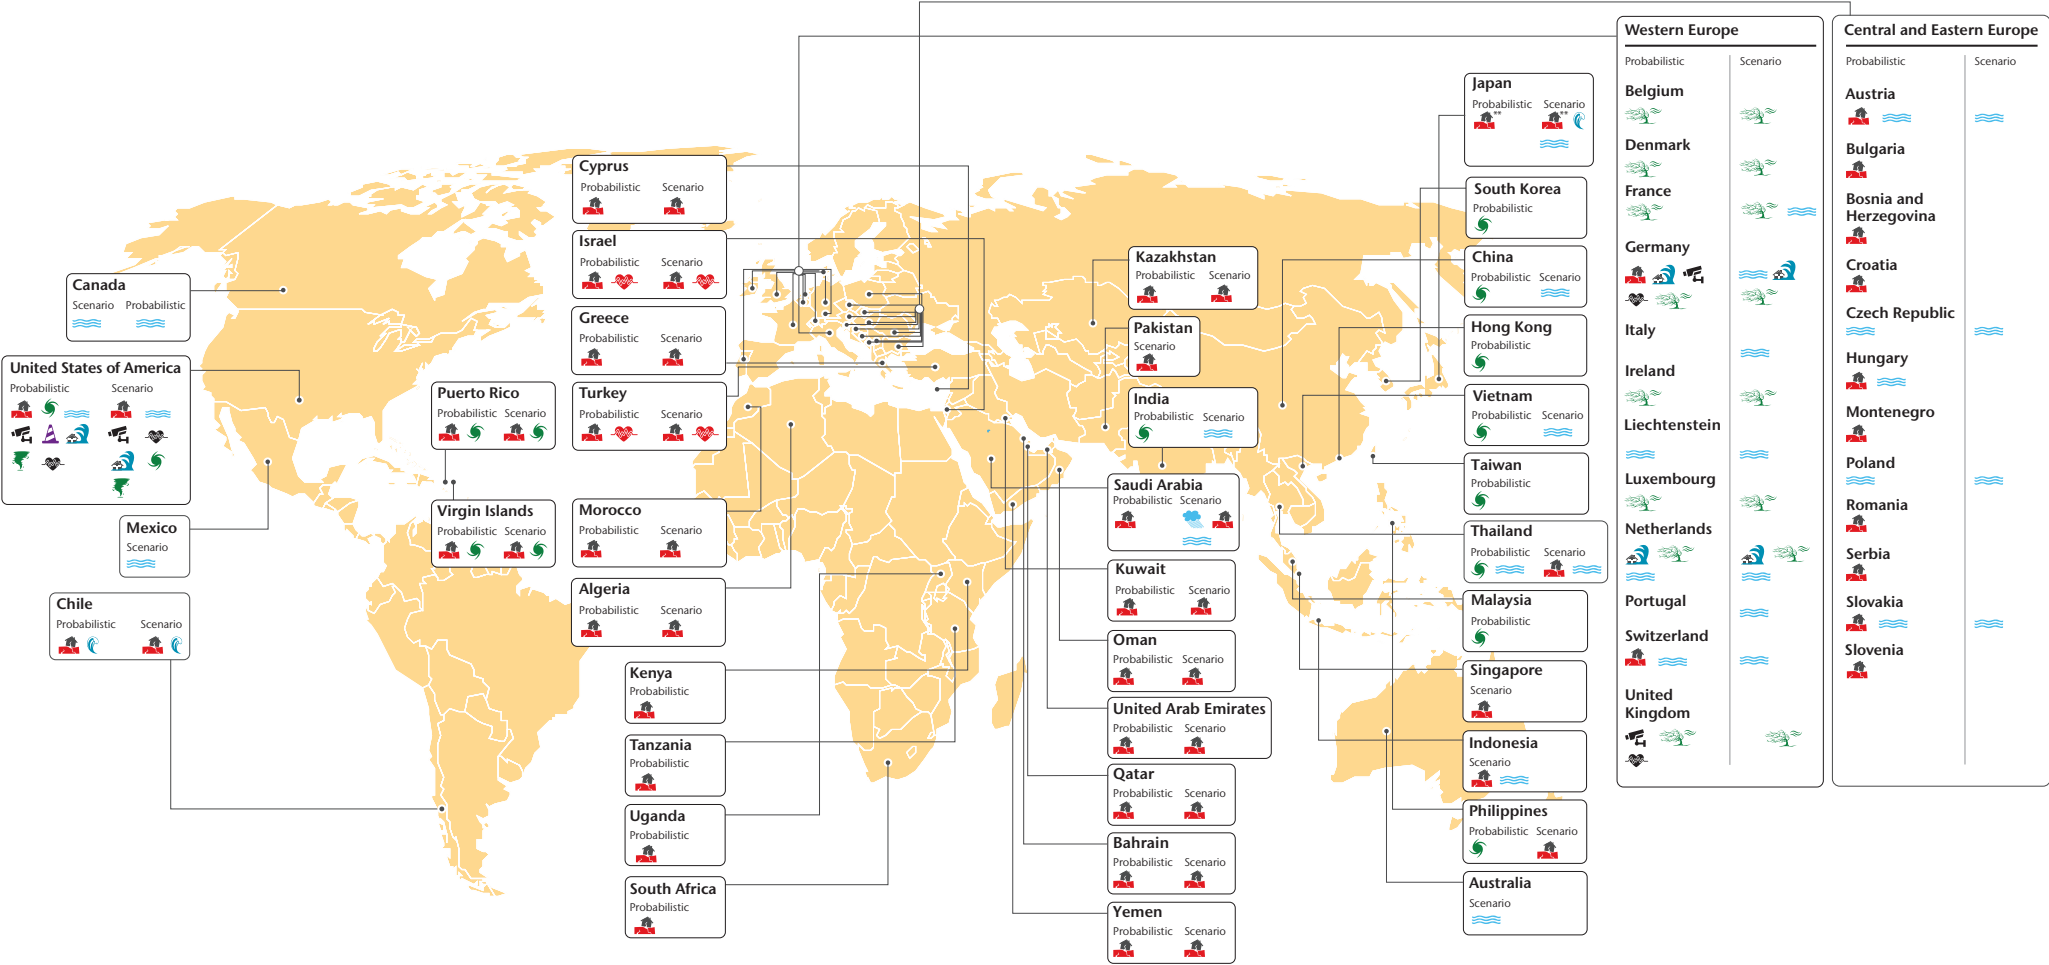 Canada
Scenario Probabilistic
United States of America
Probabilistic Scenario
Mexico
Scenario
Chile
Probabilistic Scenario
Puerto Rico
Probabilistic Scenario
Virgin Islands
Probabilistic Scenario
Cyprus
Probabilistic Scenario
Israel
Probabilistic Scenario
Greece
Probabilistic Scenario
Turkey
Probabilistic Scenario
Morocco
Probabilistic Scenario
Algeria
Probabilistic Scenario
Kenya
Probabilistic
Tanzania
Probabilistic
Uganda
Probabilistic
South Africa
Probabilistic
Kazakhstan
Probabilistic Scenario
Pakistan
Scenario
India
Probabilistic Scenario
Saudi Arabia
Probabilistic Scenario
Kuwait
Probabilistic Scenario
Oman
Probabilistic Scenario
United Arab Emirates
Probabilistic Scenario
Qatar
Probabilistic Scenario
Bahrain
Probabilistic Scenario
Yemen
Probabilistic Scenario
Japan
Probabilistic Scenario
** **
South Korea
Probabilistic
China
Probabilistic Scenario
Hong Kong
Probabilistic
Vietnam
Probabilistic Scenario
Taiwan
Probabilistic
Thailand
Probabilistic Scenario
Malaysia
Probabilistic
Singapore
Scenario
Indonesia
Scenario
Philippines
Probabilistic Scenario
Australia
Scenario
Western Europe
Probabilistic Scenario
Belgium
Denmark
France
Germany
Italy
Ireland
Liechtenstein
Luxembourg
Netherlands
Portugal
Switzerland
United
Kingdom
Central and Eastern Europe
Probabilistic Scenario
Austria
Bulgaria
Bosnia and
Herzegovina
Croatia
Czech Republic
Hungary
Montenegro
Poland
Romania
Serbia
Slovakia
Slovenia